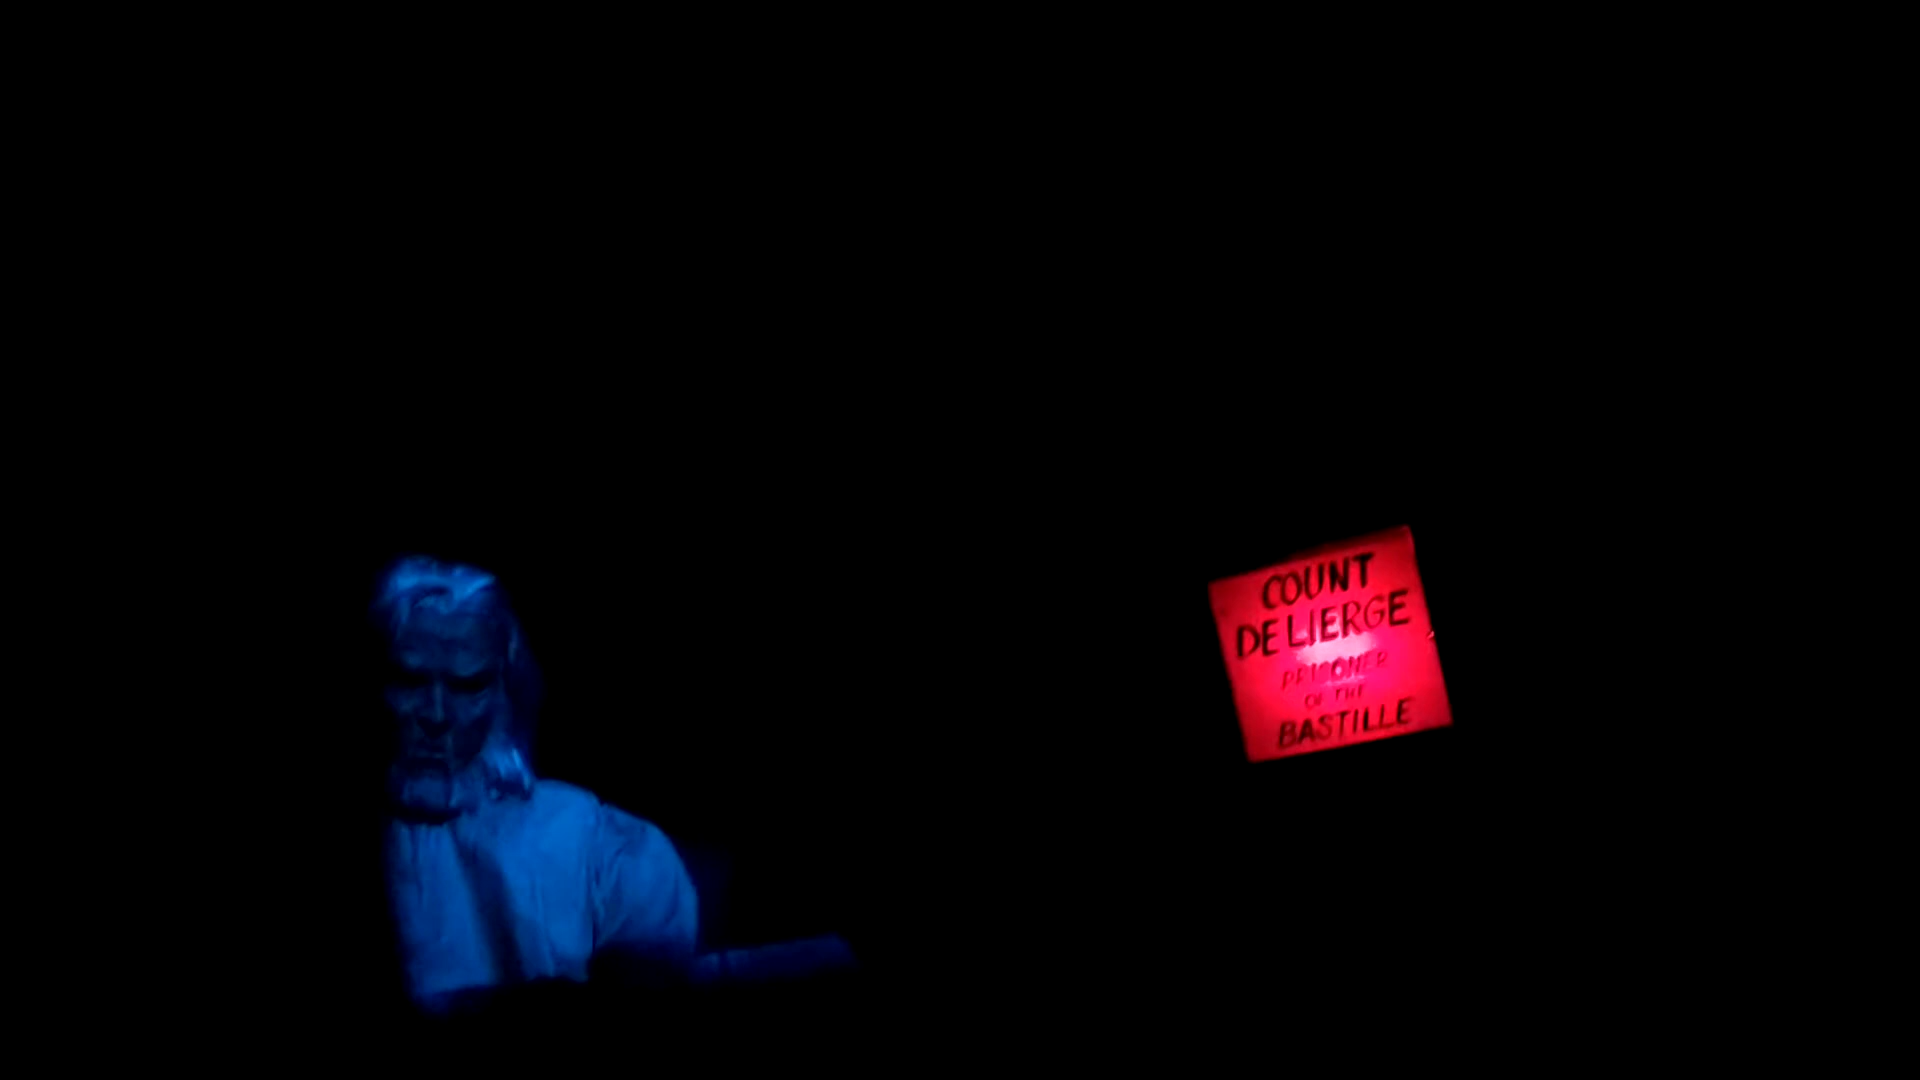 COUNT
DE LIERGE
PRISONER
OF THE
BASTILLE